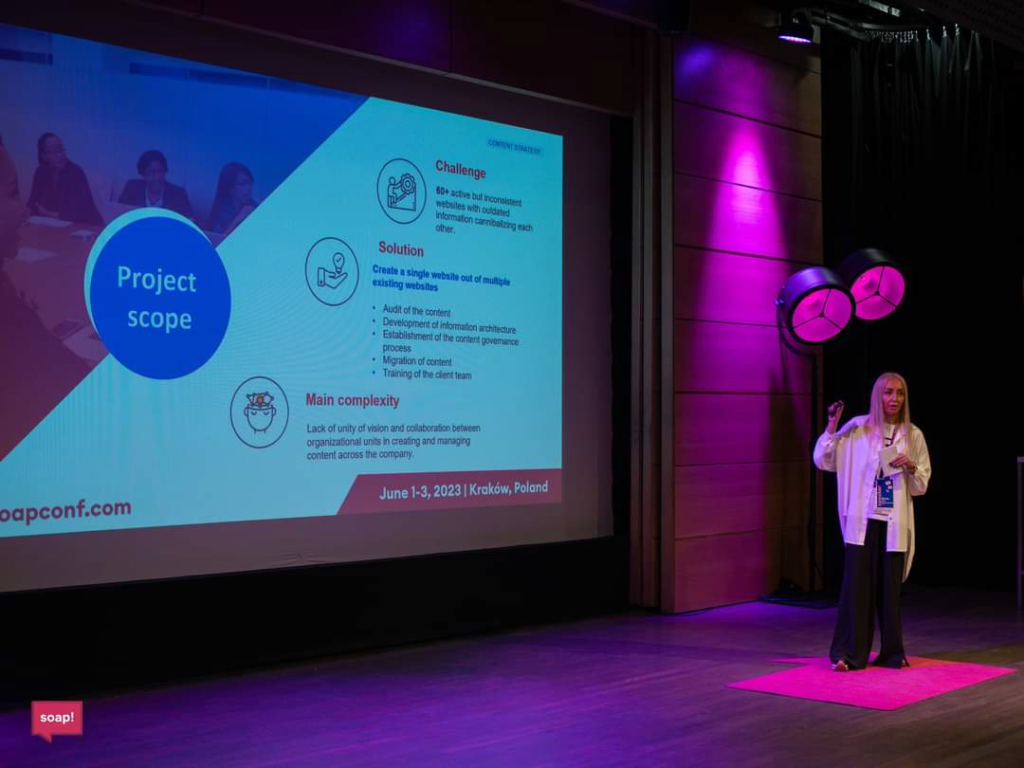 CONTENT STRATEGY
Project
scope
Challenge
60+ active but inconsistent
websites with outdated
information cannibalizing each
other.
Solution
Create a single website out of multiple
existing websites
• Audit of the content
• Development of information architecture
• Establishment of the content governance
process
• Migration of content
• Training of the client team
Main complexity
Lack of unity of vision and collaboration between
organizational units in creating and managing
content across the company.
oapconf.com
June 1-3, 2023 | Kraków, Poland
soap!